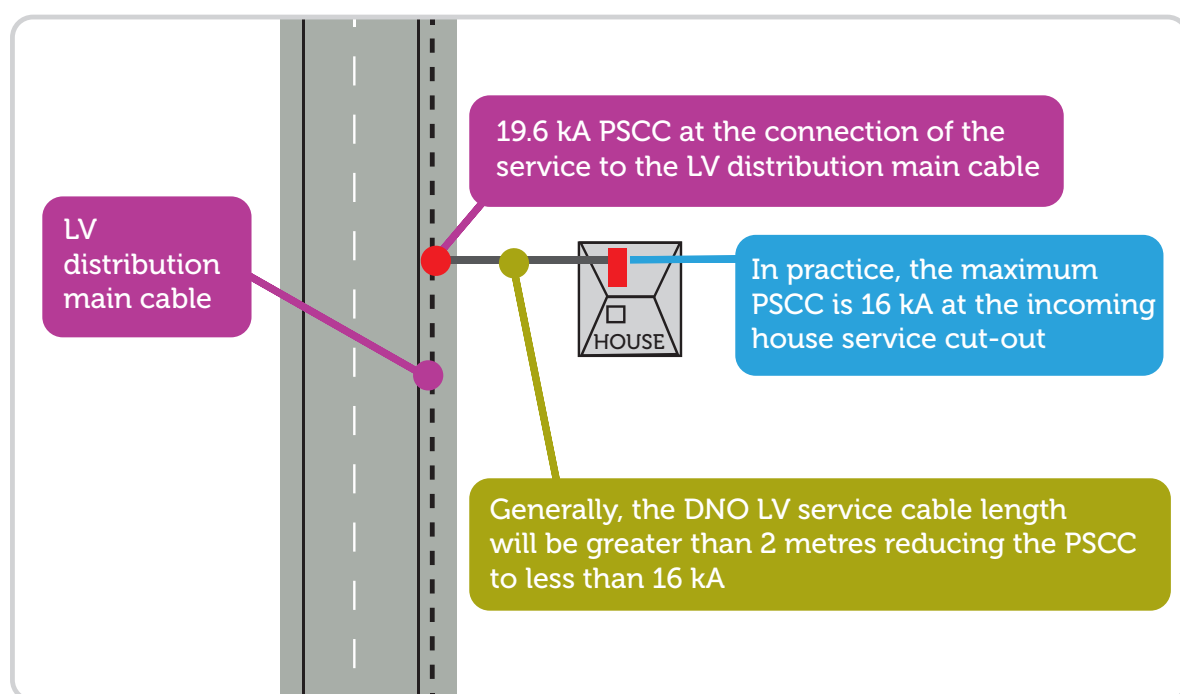 19.6 kA PSCC at the connection of the
service to the LV distribution main cable
LV
distribution
main cable
In practice, the maximum
PSCC is 16 kA at the incoming
house service cut-out
HOUSE
Generally, the DNO LV service cable length
will be greater than 2 metres reducing the PSCC
to less than 16 kA